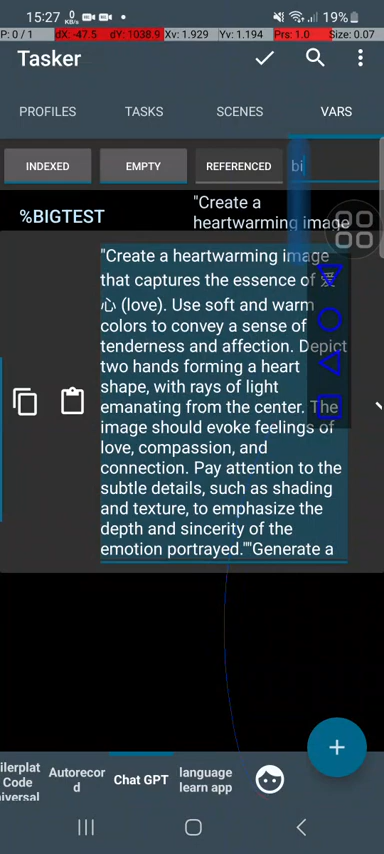 15:27 0 KB/s 19%
P: 0 / 1 dX: -47.5 dY: 1038.9 Xv: 1.929 Yv: 1.194 Prs: 1.0 Size: 0.07
Tasker
PROFILES TASKS SCENES VARS
INDEXED EMPTY REFERENCED bi
%BIGTEST
"Create a
heartwarming image
"Create a heartwarming image
that captures the essence of 爱
心 (love). Use soft and warm
colors to convey a sense of
tenderness and affection. Depict
two hands forming a heart
shape, with rays of light
emanating from the center. The
image should evoke feelings of
love, compassion, and
connection. Pay attention to the
subtle details, such as shading
and texture, to emphasize the
depth and sincerity of the
emotion portrayed.""Generate a
ilerplat
Code
iversal
Autorecor
d
Chat GPT
language
learn app